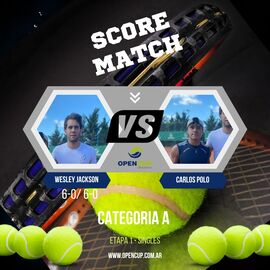 SCORE
MATCH
VS
OPENCUP
WESLEY JACKSON
CARLOS POLO
6-0/ 6-0
CATEGORIA A
ETAPA 1 - SINGLES
WWW.OPENCUP.COM.AR